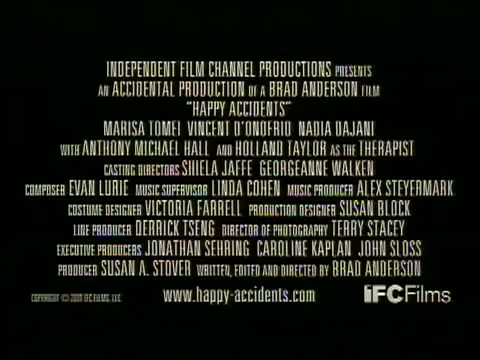 INDEPENDENT FILM CHANNEL PRODUCTIONS PRESENTS
AN ACCIDENTAL PRODUCTION OF A BRAD ANDERSON FILM
"HAPPY ACCIDENTS"
MARISA TOMEI VINCENT D'ONOFRIO NADIA DAJANI
WITH ANTHONY MICHAEL HALL AND HOLLAND TAYLOR AS THE THERAPIST
CASTING DIRECTORS SHIELA JAFFE GEORGEANNE WALKEN
COMPOSER EVAN LURIE MUSIC SUPERVISOR LINDA COHEN MUSIC PRODUCER ALEX STEYERMARK
COSTUME DESIGNER VICTORIA FARRELL PRODUCTION DESIGNER SUSAN BLOCK
LINE PRODUCER DERRICK TSENG DIRECTOR OF PHOTOGRAPHY TERRY STACEY
EXECUTIVE PRODUCERS JONATHAN SEHRING CAROLINE KAPLAN JOHN SLOSS
PRODUCER SUSAN A. STOVER WRITTEN, EDITED AND DIRECTED BY BRAD ANDERSON
COPYRIGHT © 2000 IFC FILMS, LLC www.happy-accidents.com IFCFilms